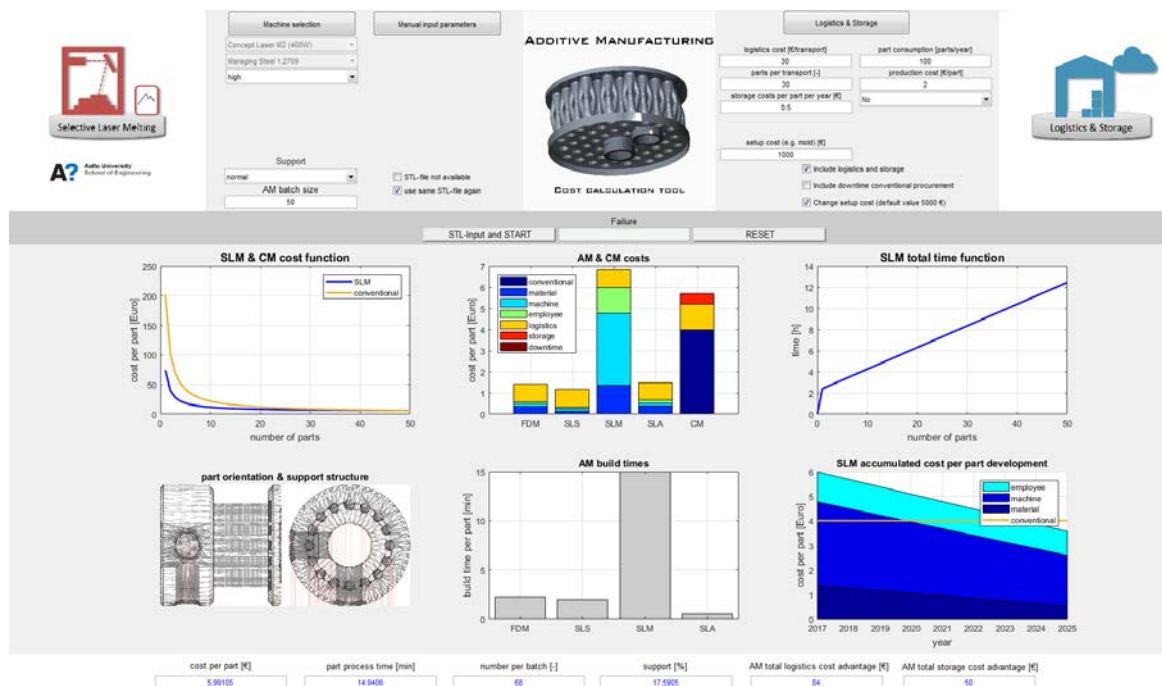 Machine selection
Manual input parameters
Logistics & Storage
Concept Laser M2 (400W)
Maraging Steel 1.2709
high
ADDITIVE MANUFACTURING
logistics cost [€/transport]
part consumption [parts/year]
30
100
parts per transport [-]
production cost [€/part]
30
2
storage costs per part per year [€]
No
0.5
Selective Laser Melting
Logistics & Storage
A?
Aalto University
School of Engineering
Support
normal
AM batch size
50
STL-file not available
use same STL-file again
COST CALCULATION TOOL
setup cost (e.g. mold) [€]
1000
Include logistics and storage
Include downtime conventional procurement
Change setup cost (default value 5000 €)
Failure
STL-Input and START
RESET
SLM & CM cost function
250
200
150
100
50
0
cost per part [Euro]
SLM
conventional
0 10 20 30 40 50
number of parts
AM & CM costs
7
6
5
4
3
2
1
0
cost per part [Euro]
conventional
material
machine
employee
logistics
storage
downtime
FDM SLS SLM SLA CM
SLM total time function
14
12
10
8
6
4
2
0
time [h]
0 10 20 30 40 50
number of parts
part orientation & support structure
AM build times
15
10
5
0
build time per part [min]
FDM SLS SLM SLA
SLM accumulated cost per part development
6
5
4
3
2
1
0
cost per part [Euro]
employee
machine
material
conventional
2017 2018 2019 2020 2021 2022 2023 2024 2025
year
cost per part [€]
part process time [min]
number per batch [-]
support [%]
AM total logistics cost advantage [€]
AM total storage cost advantage [€]
5.99105
14.9406
68
17.5905
84
50